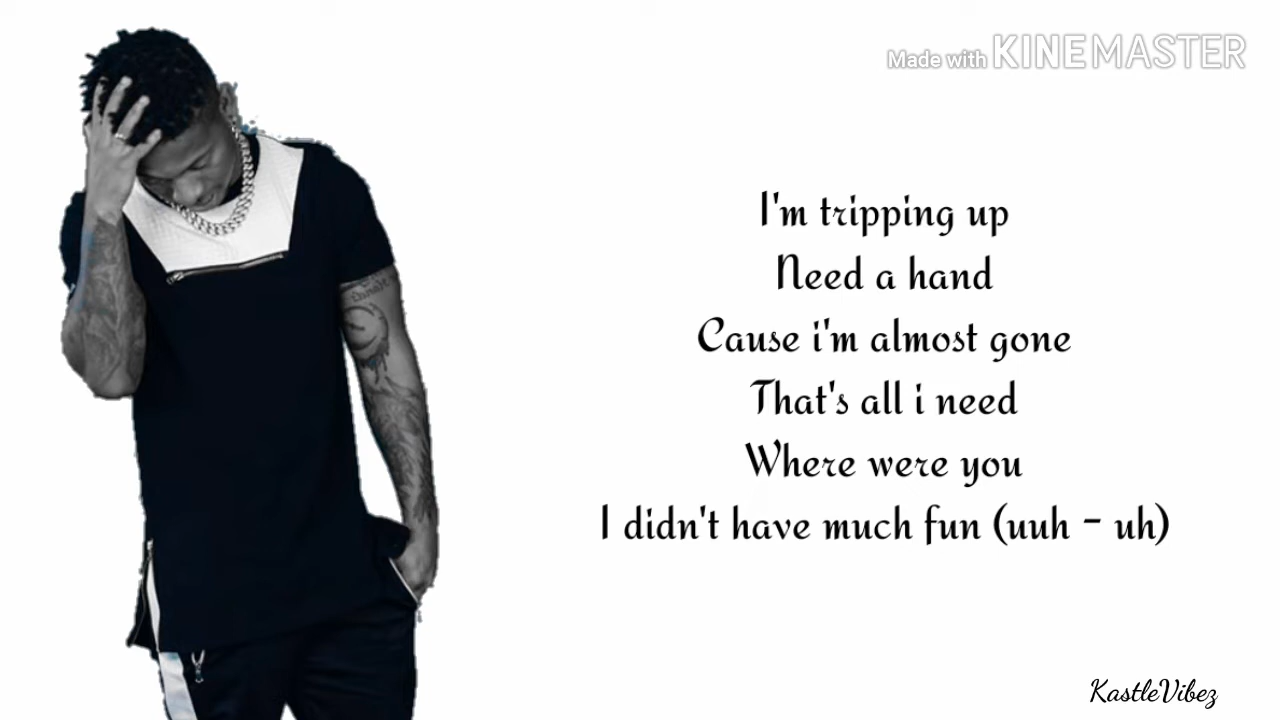 Made with KINEMASTER
I'm tripping up
Need a hand
Cause i'm almost gone
That's all i need
Where were you
I didn't have much fun (uuh - uh)
KastleVibez